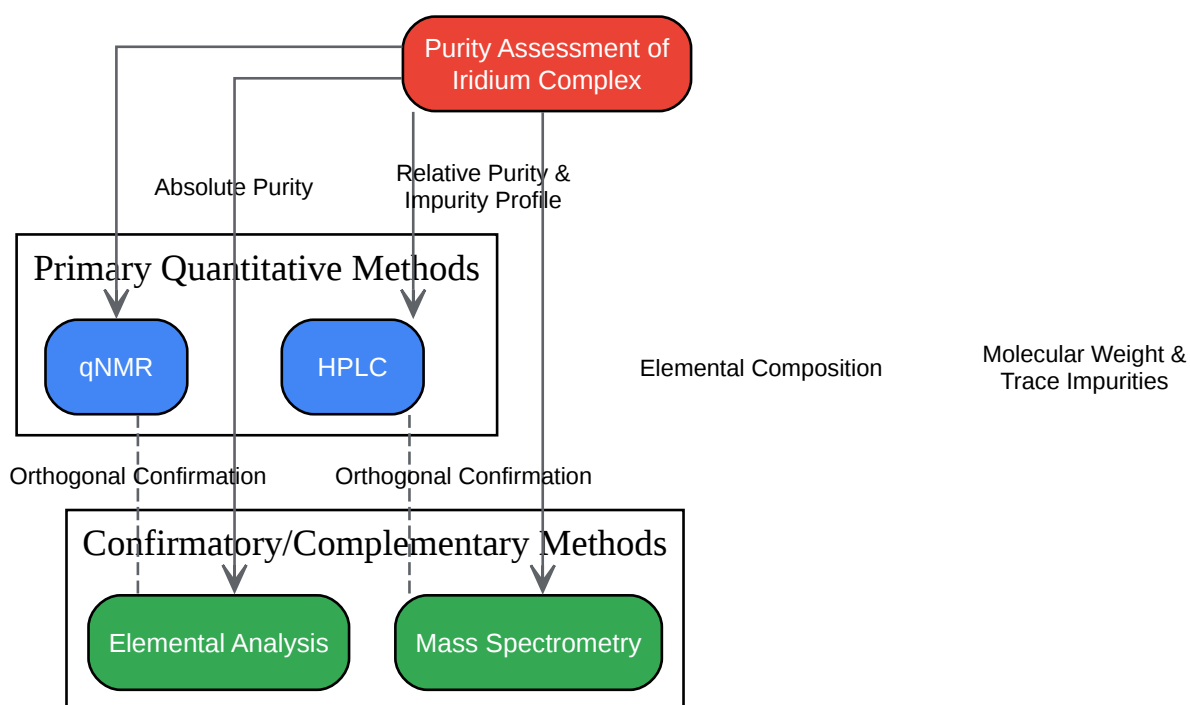 Purity Assessment of
Iridium Complex
Absolute Purity
Relative Purity &
Impurity Profile
Primary Quantitative Methods
qNMR
HPLC
Elemental Composition
Molecular Weight &
Trace Impurities
Orthogonal Confirmation
Orthogonal Confirmation
Confirmatory/Complementary Methods
Elemental Analysis
Mass Spectrometry